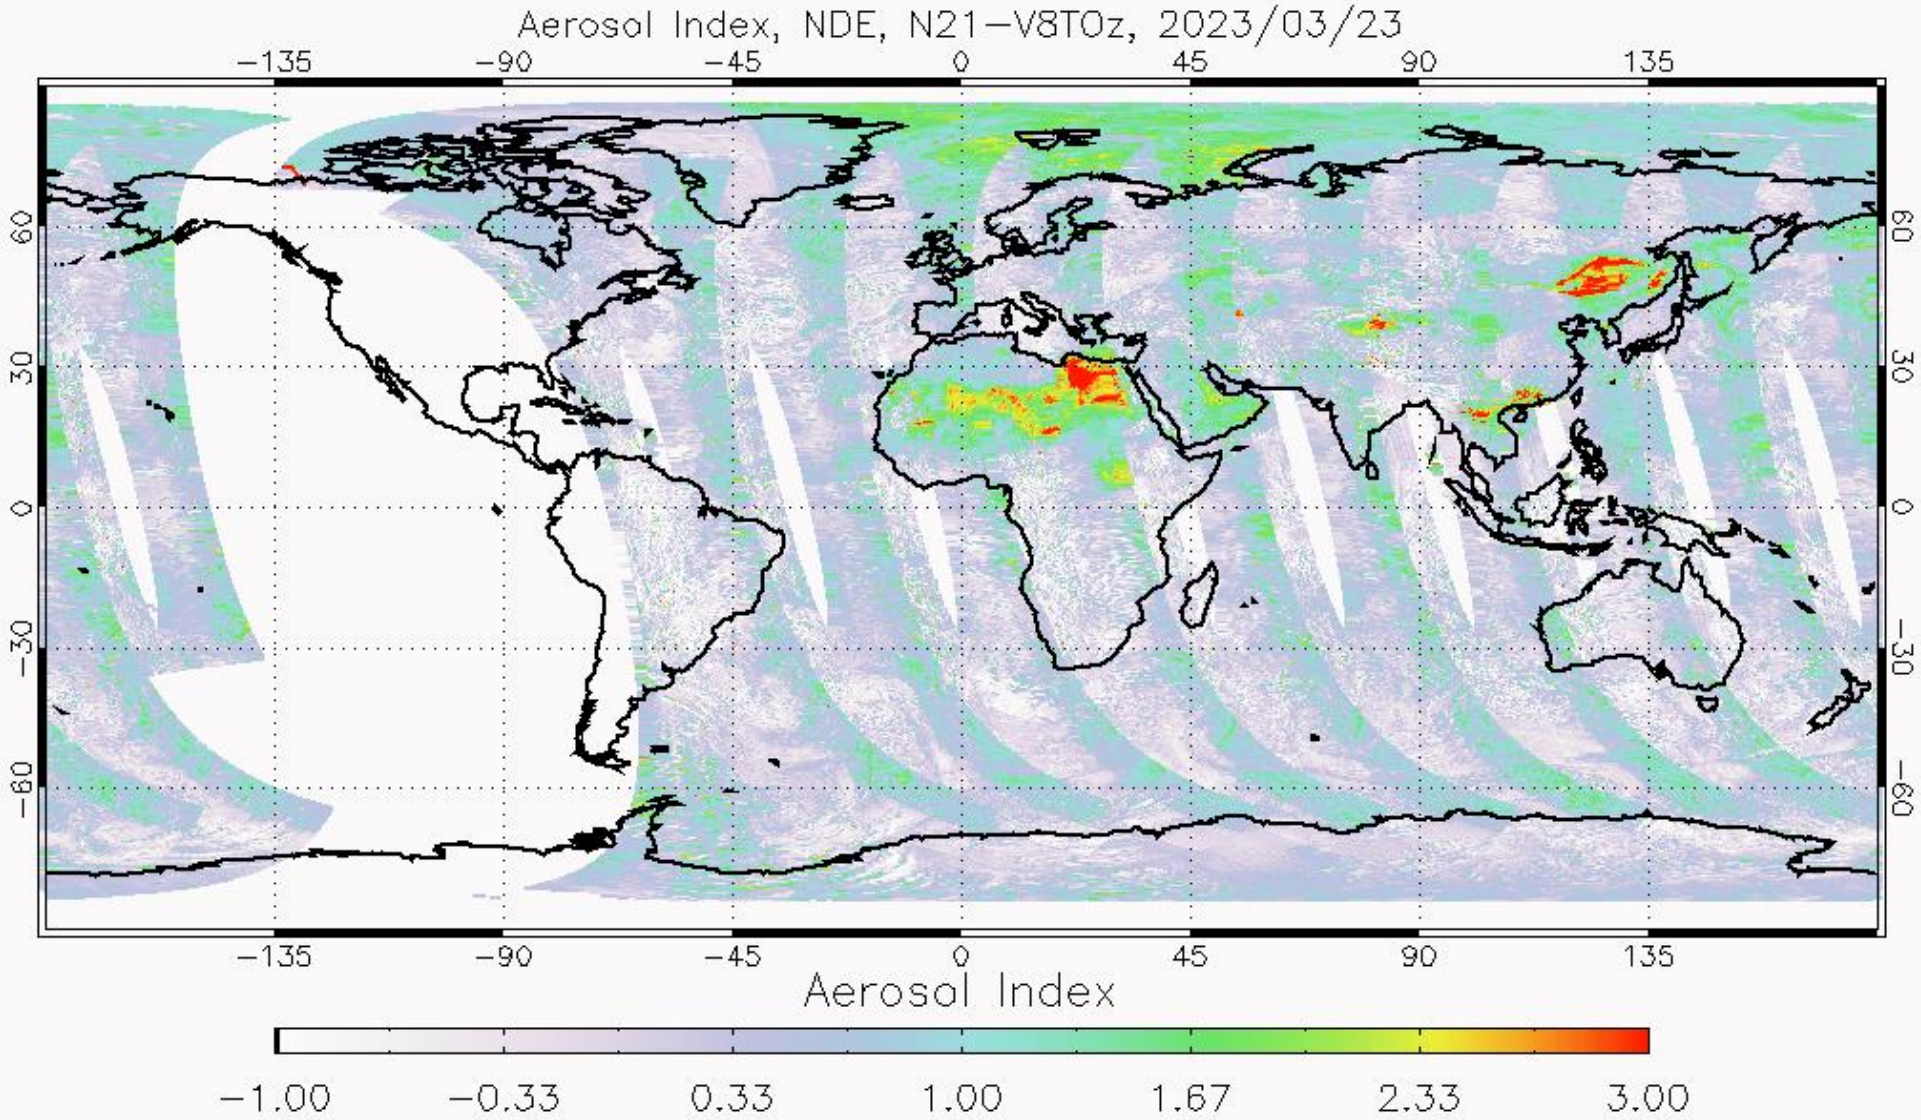 Aerosol Index, NDE, N21-V8TOz, 2023/03/23
-135 -90 -45 0 45 90 135
60 60
30 30
0 0
-30 -30
-60 -60
-135 -90 -45 0 45 90 135
Aerosol Index
-1.00 -0.33 0.33 1.00 1.67 2.33 3.00